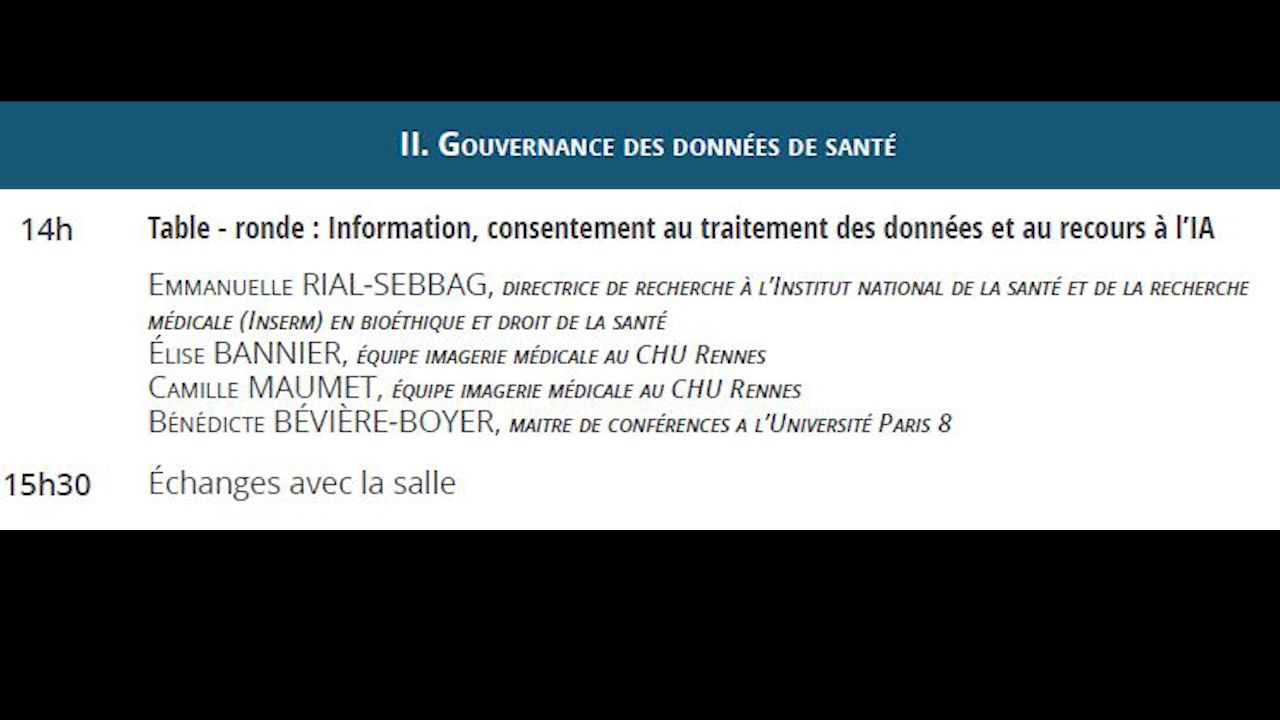 II. Gouvernance des données de santé
14h Table - ronde : Information, consentement au traitement des données et au recours à l’IA
Emmanuelle RIAL-SEBBAG, directrice de recherche à l’Institut national de la santé et de la recherche
médicale (Inserm) en bioéthique et droit de la santé
Élise BANNIER, équipe imagerie médicale au CHU Rennes
Camille MAUMET, équipe imagerie médicale au CHU Rennes
Bénédicte BÉVIÈRE-BOYER, maitre de conférences a l’Université Paris 8
15h30 Échanges avec la salle